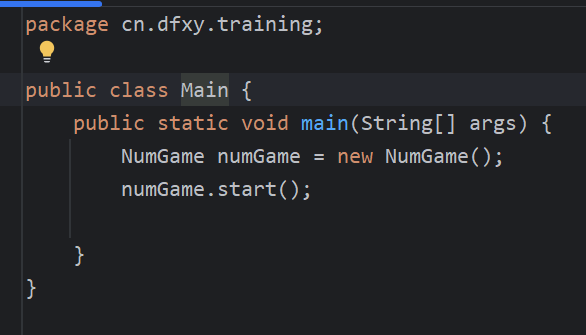 package cn.dfxy.training;
public class Main {
    public static void main(String[] args) {
        NumGame numGame = new NumGame();
        numGame.start();
    }
}